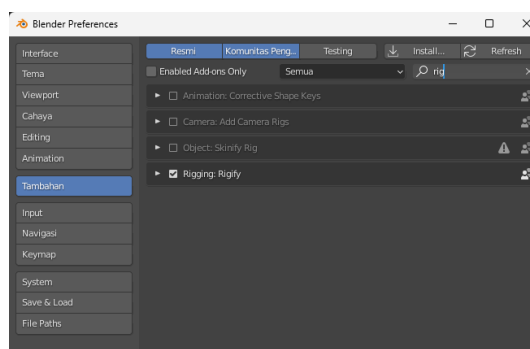 Blender Preferences
Interface
Tema
Viewport
Cahaya
Editing
Animation
Tambahan
Input
Navigasi
Keymap
System
Save & Load
File Paths
Resmi Komunitas Peng... Testing Install... Refresh
Enabled Add-ons Only Semua rig
Animation: Corrective Shape Keys
Camera: Add Camera Rigs
Object: Skinify Rig
Rigging: Rigify